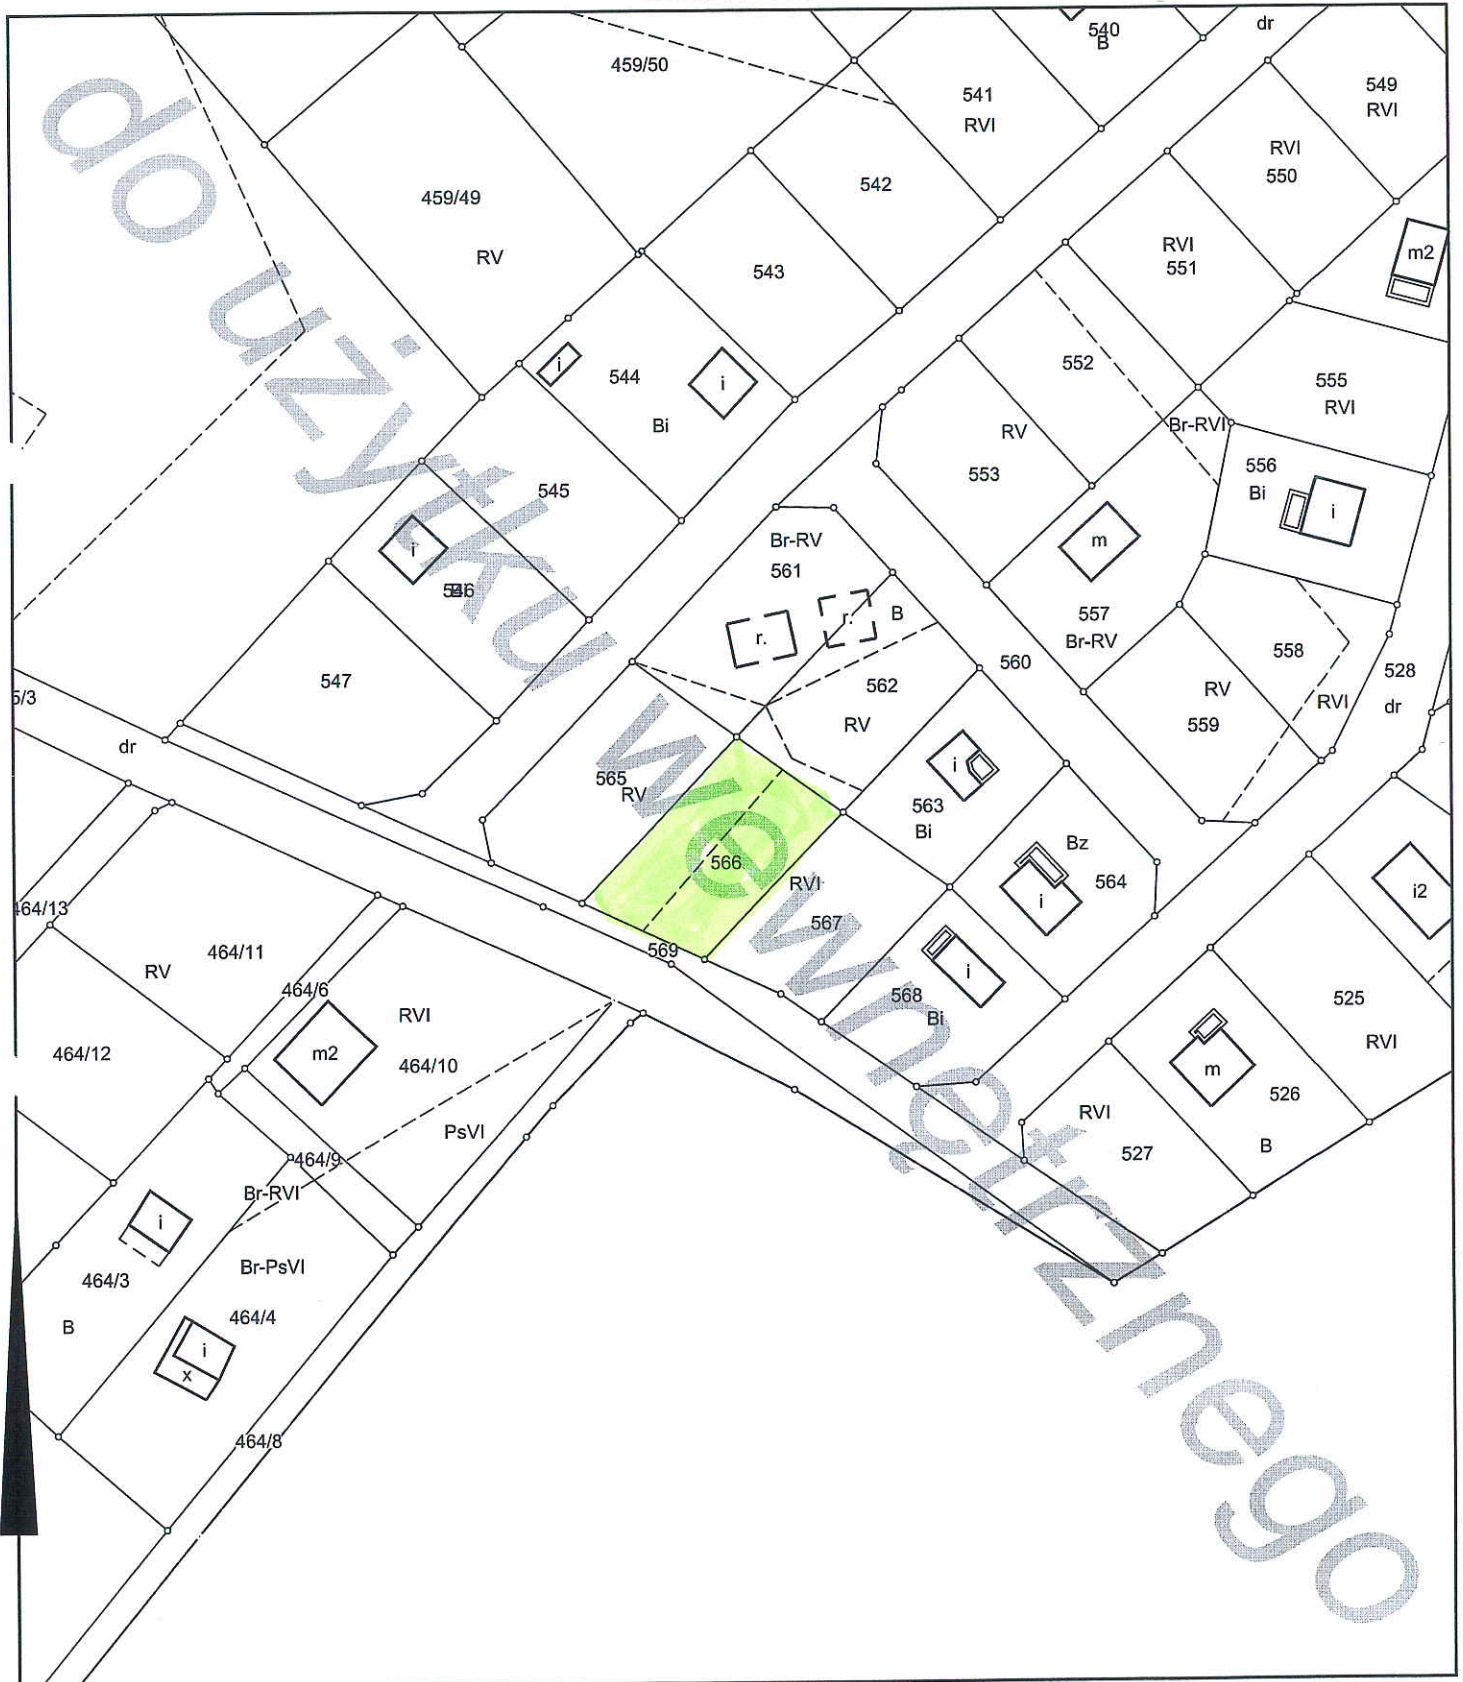 540
B
dr
459/50
549
RVI
541
RVI
RVI
550
542
459/49
RV
RVI
551
m2
543
552
i
544
i
555
RVI
Bi
Br-RVI
RV
556
Bi
553
545
i
Br-RV
561
m
i
546
Bi
r.
r.
B
557
Br-RV
558
560
547
562
528
5/3
RV
RV
RVI
dr
559
dr
i
565
RV
563
Bi
Bz
566
RVI
564
i
i2
464/13
567
464/11
569
RV
i
464/6
568
Bi
525
RVI
RVI
464/12
m2
464/10
m
526
RVI
PsVI
527
B
464/9
Br-RVI
i
464/3
Br-PsVI
B
464/4
i
x
464/8
do użytku wewnętrznego